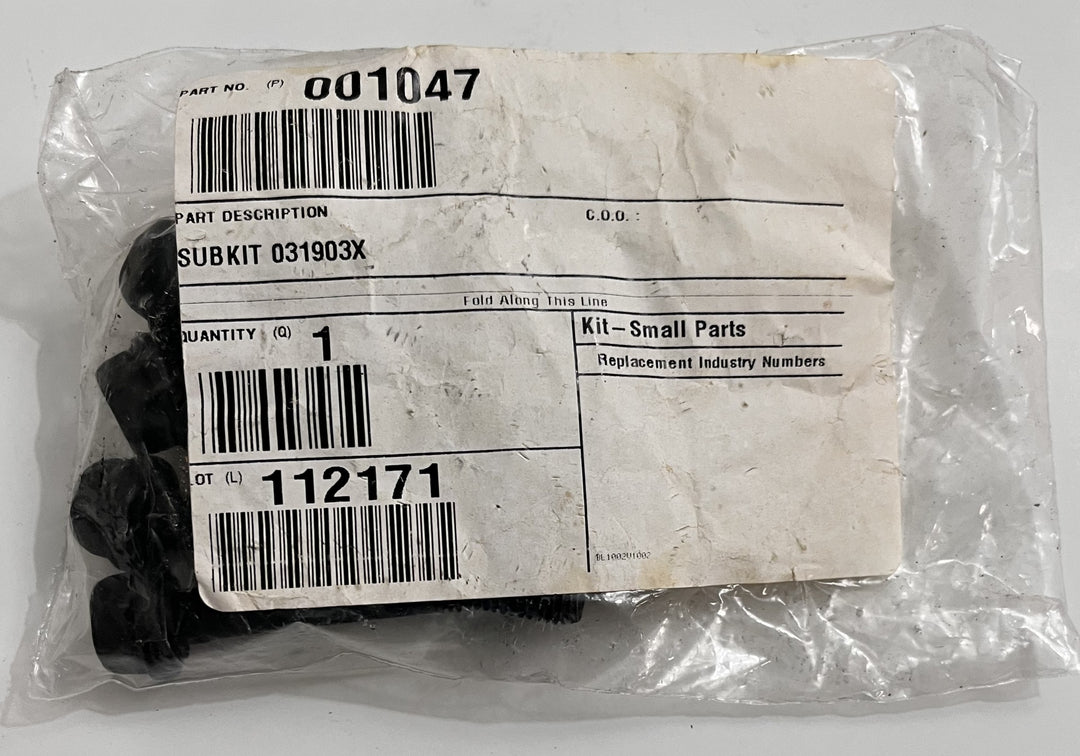 PART NO. (P) 001047
PART DESCRIPTION C.O.O. :
SUBKIT 031903X
Fold Along This Line
QUANTITY (Q) 1
Kit-Small Parts
Replacement Industry Numbers
LOT (L) 112171